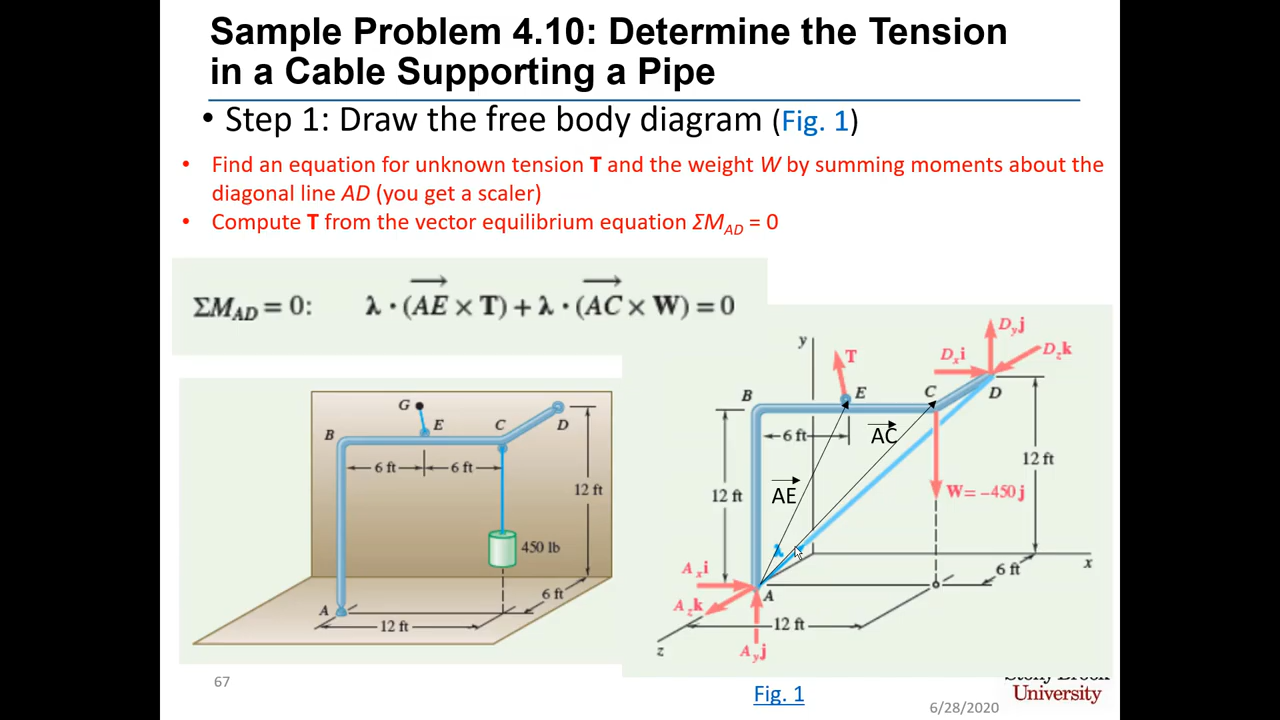 Sample Problem 4.10: Determine the Tension
in a Cable Supporting a Pipe
• Step 1: Draw the free body diagram (Fig. 1)
• Find an equation for unknown tension T and the weight W by summing moments about the
diagonal line AD (you get a scaler)
• Compute T from the vector equilibrium equation ΣM_AD = 0
ΣM_AD = 0: λ · (AE × T) + λ · (AC × W) = 0
G
E
C
D
B
6 ft
6 ft
12 ft
450 lb
6 ft
A
12 ft
y
T
D_y j
D_x i
D_z k
B
E
C
D
6 ft
AC
12 ft
12 ft
AE
W = −450 j
λ
x
6 ft
A_x i
A
A_z k
12 ft
z
A_y j
67
Fig. 1
Stony Brook
University
6/28/2020